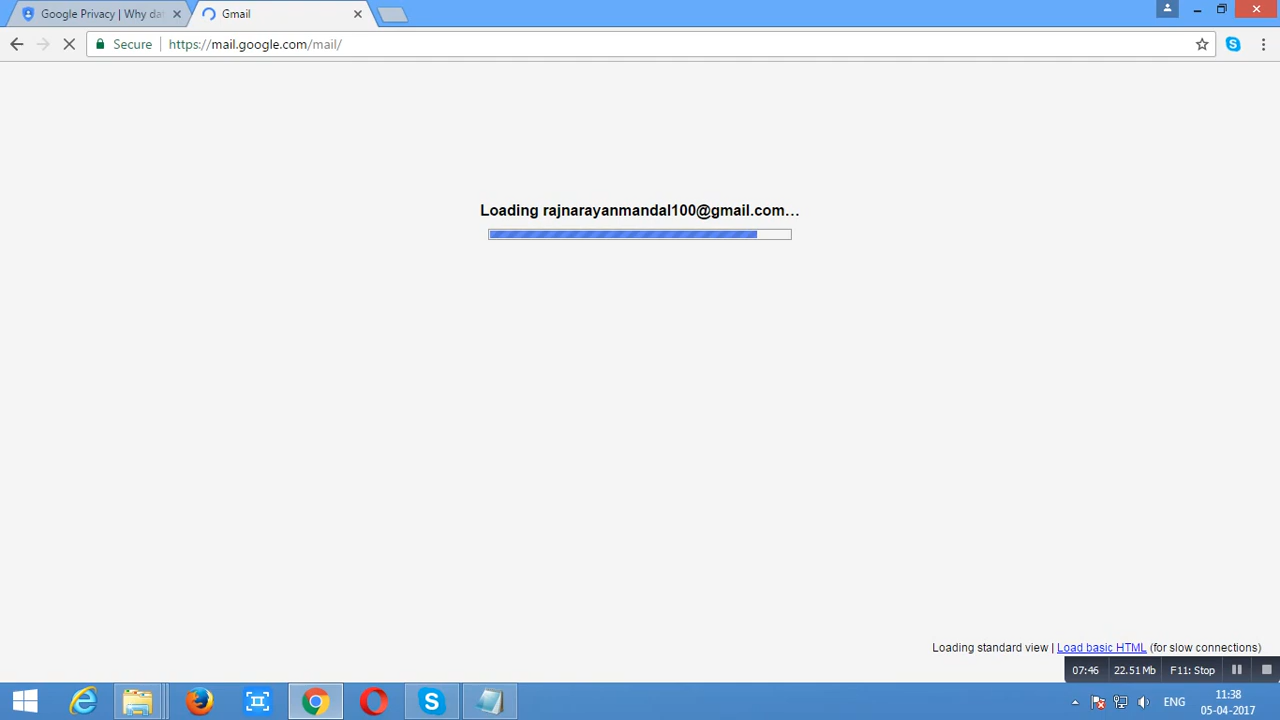 Google Privacy | Why dat
Gmail
Secure
https://mail.google.com/mail/
Loading rajnarayanmandal100@gmail.com…
Loading standard view | Load basic HTML (for slow connections)
07:46 22.51 Mb F11: Stop
ENG
11:38
05-04-2017